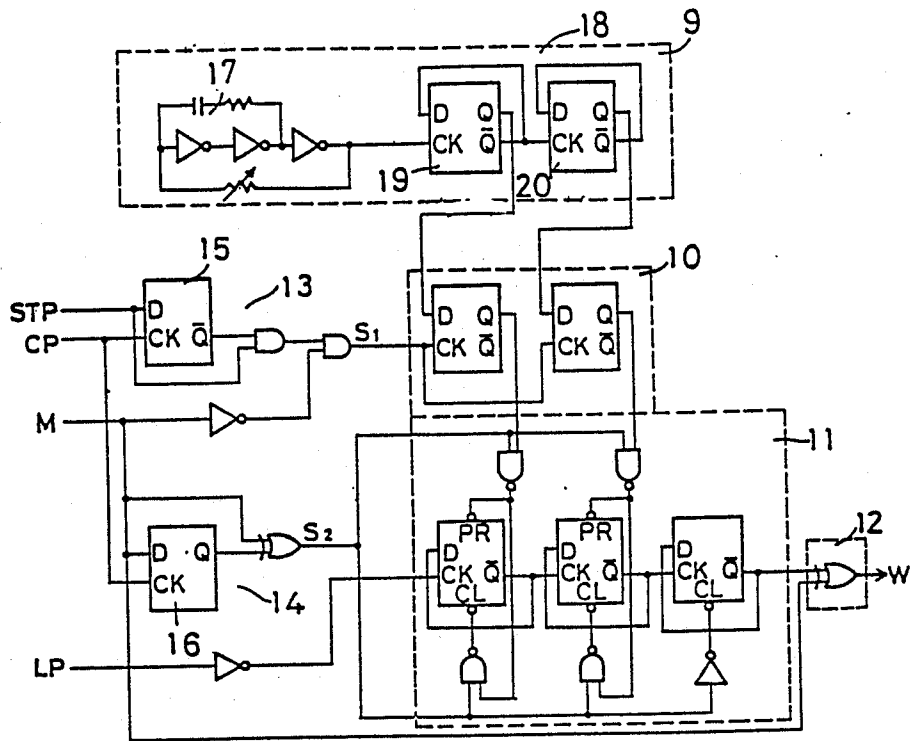 18 9
17
D Q D Q
CK Q̅ CK Q̅
19 20
15 10
13
STP D D Q D Q
CP CK Q̅ S1 CK Q̅ CK Q̅
M 11
S2 PR PR 12
D Q D D D
CK CK Q̅ CK Q̅ CK Q̅ W
14 CL CL CL
16
LP